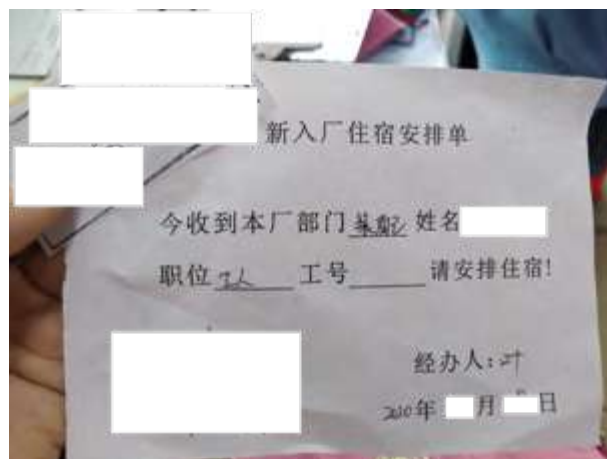 新入厂住宿安排单
今收到本厂部门装配 姓名
职位工人 工号 请安排住宿!
经办人:叶
年 月 日